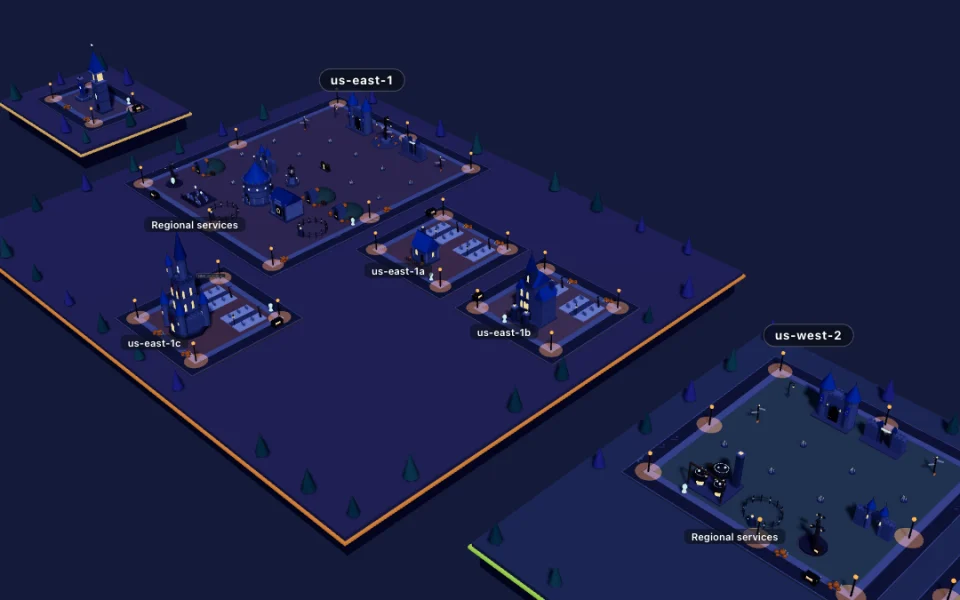 us-east-1
Regional services
us-east-1a
us-east-1b
us-east-1c
us-west-2
Regional services